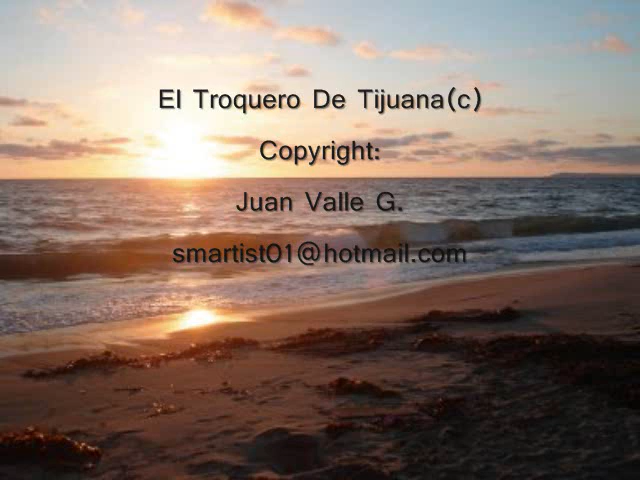 El Troquero De Tijuana(c)
Copyright:
Juan Valle G.
smartist01@hotmail.com